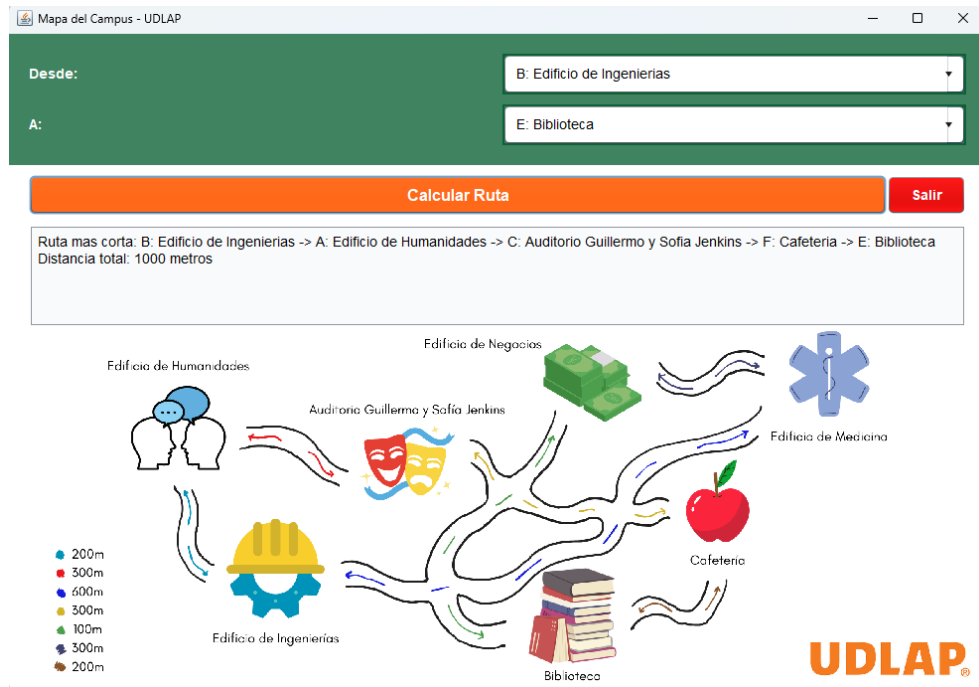 Mapa del Campus - UDLAP
Desde:
B: Edificio de Ingenierias
A:
E: Biblioteca
Calcular Ruta
Salir
Ruta mas corta: B: Edificio de Ingenierias -> A: Edificio de Humanidades -> C: Auditorio Guillermo y Sofia Jenkins -> F: Cafeteria -> E: Biblioteca
Distancia total: 1000 metros
Edificio de Negocios
Edificio de Humanidades
Auditorio Guillermo y Sofía Jenkins
Edificio de Medicina
Cafetería
200m
300m
600m
300m
100m
300m
200m
Edificio de Ingenierías
Biblioteca
UDLAP®